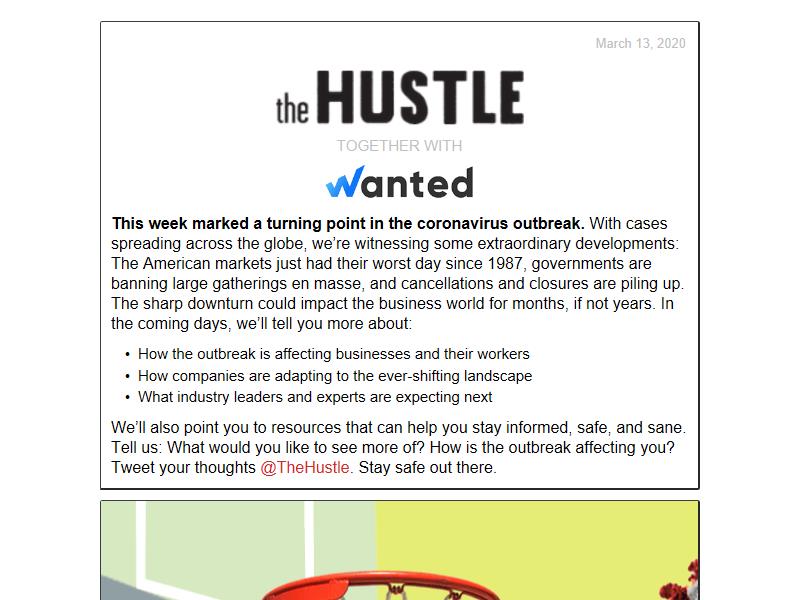 March 13, 2020
the HUSTLE
TOGETHER WITH
Wanted
This week marked a turning point in the coronavirus outbreak. With cases
spreading across the globe, we’re witnessing some extraordinary developments:
The American markets just had their worst day since 1987, governments are
banning large gatherings en masse, and cancellations and closures are piling up.
The sharp downturn could impact the business world for months, if not years. In
the coming days, we’ll tell you more about:
• How the outbreak is affecting businesses and their workers
• How companies are adapting to the ever-shifting landscape
• What industry leaders and experts are expecting next
We’ll also point you to resources that can help you stay informed, safe, and sane.
Tell us: What would you like to see more of? How is the outbreak affecting you?
Tweet your thoughts @TheHustle. Stay safe out there.